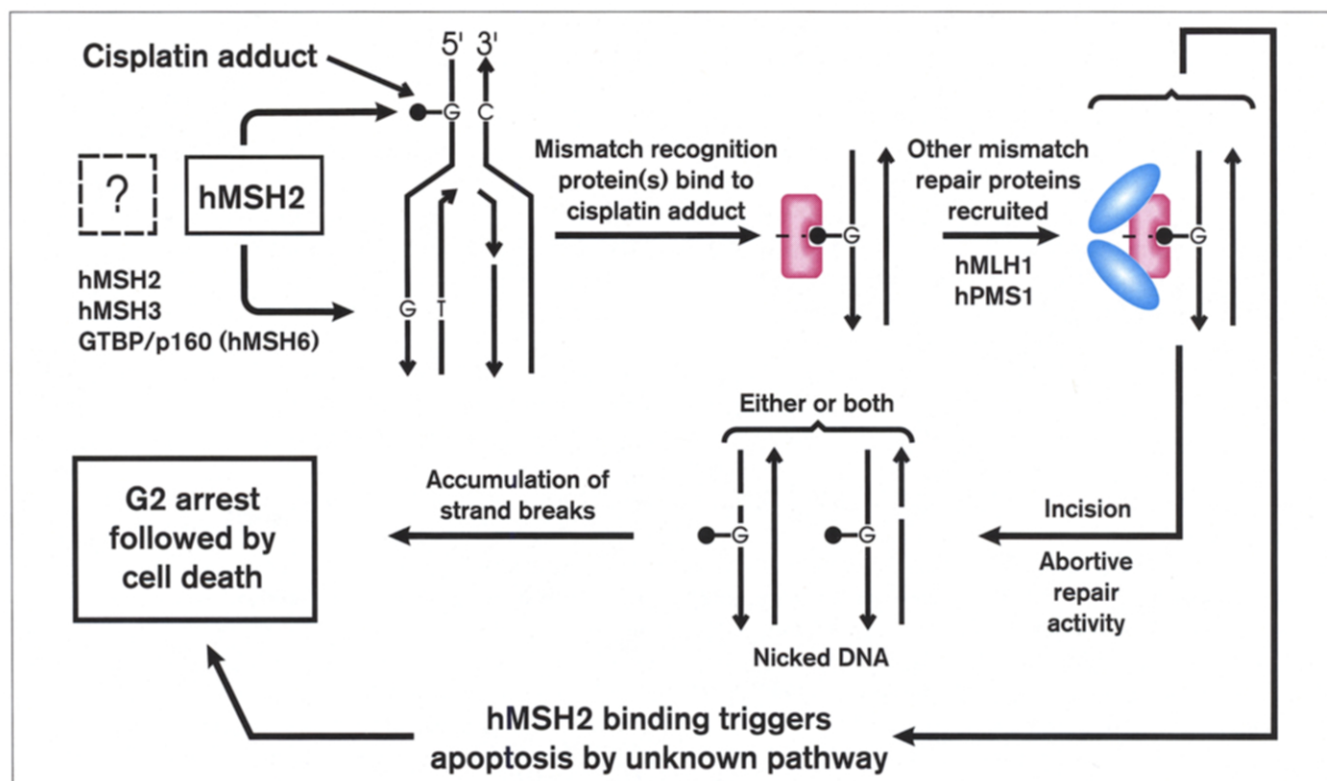 Cisplatin adduct
5' 3'
G C
?
hMSH2
hMSH2
hMSH3
GTBP/p160 (hMSH6)
G T
Mismatch recognition
protein(s) bind to
cisplatin adduct
G
Other mismatch
repair proteins
recruited
hMLH1
hPMS1
G
Either or both
G
G
Nicked DNA
Incision
Abortive
repair
activity
Accumulation of
strand breaks
G2 arrest
followed by
cell death
hMSH2 binding triggers
apoptosis by unknown pathway